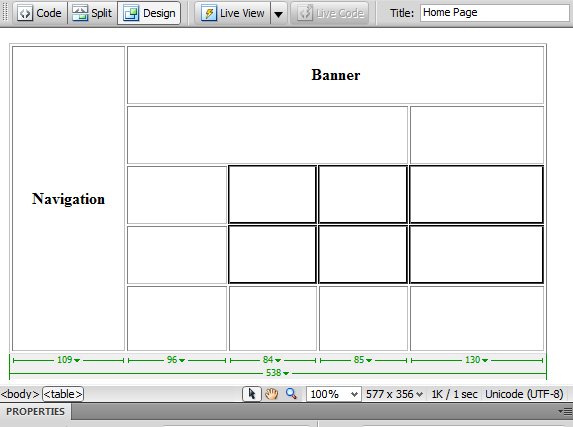 Code Split Design Live View Live Code Title: Home Page
Banner
Navigation
109 96 84 85 130
538
<body> <table> 100% 577 x 356 1K / 1 sec Unicode (UTF-8)
PROPERTIES